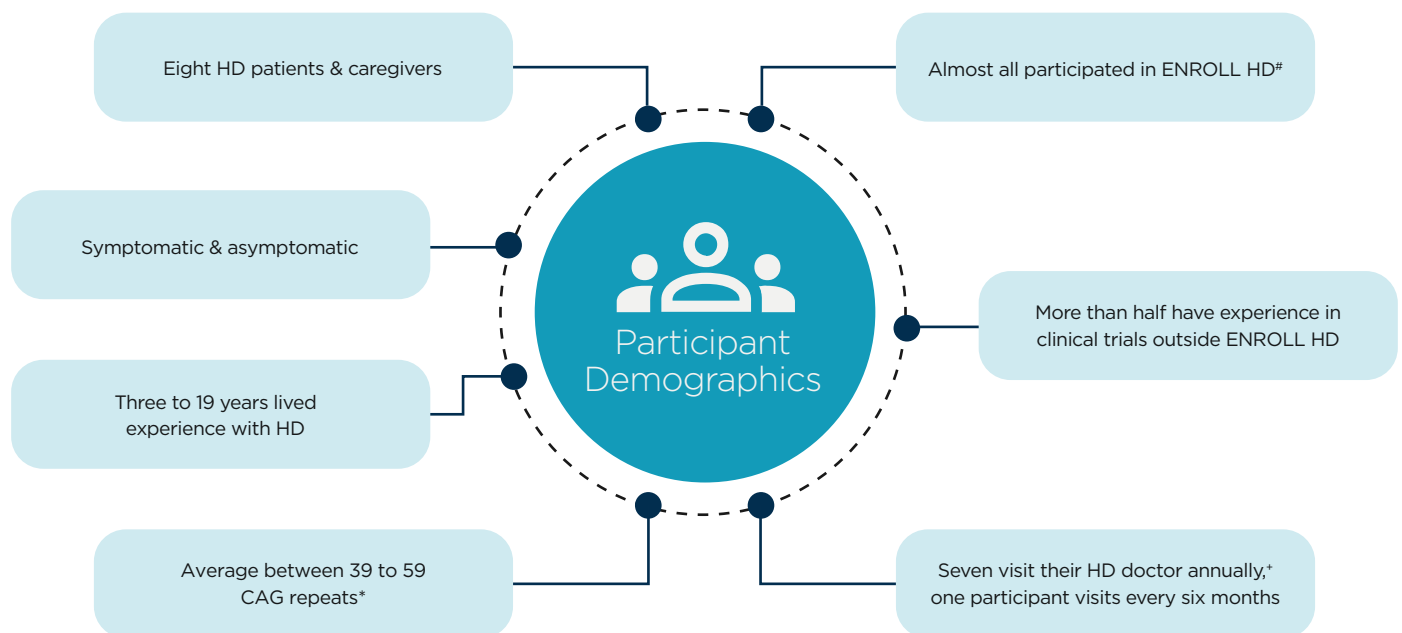 Eight HD patients & caregivers
Almost all participated in ENROLL HD#
Symptomatic & asymptomatic
More than half have experience in
clinical trials outside ENROLL HD
Participant
Demographics
Three to 19 years lived
experience with HD
Average between 39 to 59
CAG repeats*
Seven visit their HD doctor annually,+
one participant visits every six months